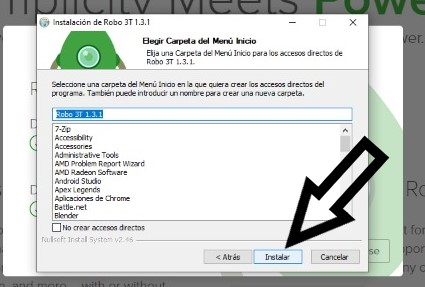 mplicity Meets Powe
Instalación de Robo 3T 1.3.1
Elegir Carpeta del Menú Inicio
Elija una Carpeta del Menú Inicio para los accesos directos de
Robo 3T 1.3.1.
Seleccione una carpeta del Menú Inicio en la que quiera crear los accesos directos del
programa. También puede introducir un nombre para crear una nueva carpeta.
Robo 3T 1.3.1
7-Zip
Accessibility
Accessories
Administrative Tools
AMD Problem Report Wizard
AMD Radeon Software
Android Studio
Apex Legends
Aplicaciones de Chrome
Battle.net
Blender
No crear accesos directos
Nullsoft Install System v2.46
< Atrás Instalar Cancelar
and more with or without